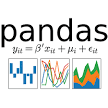 pandas
y_{it} = β'x_{it} + μ_i + ε_{it}